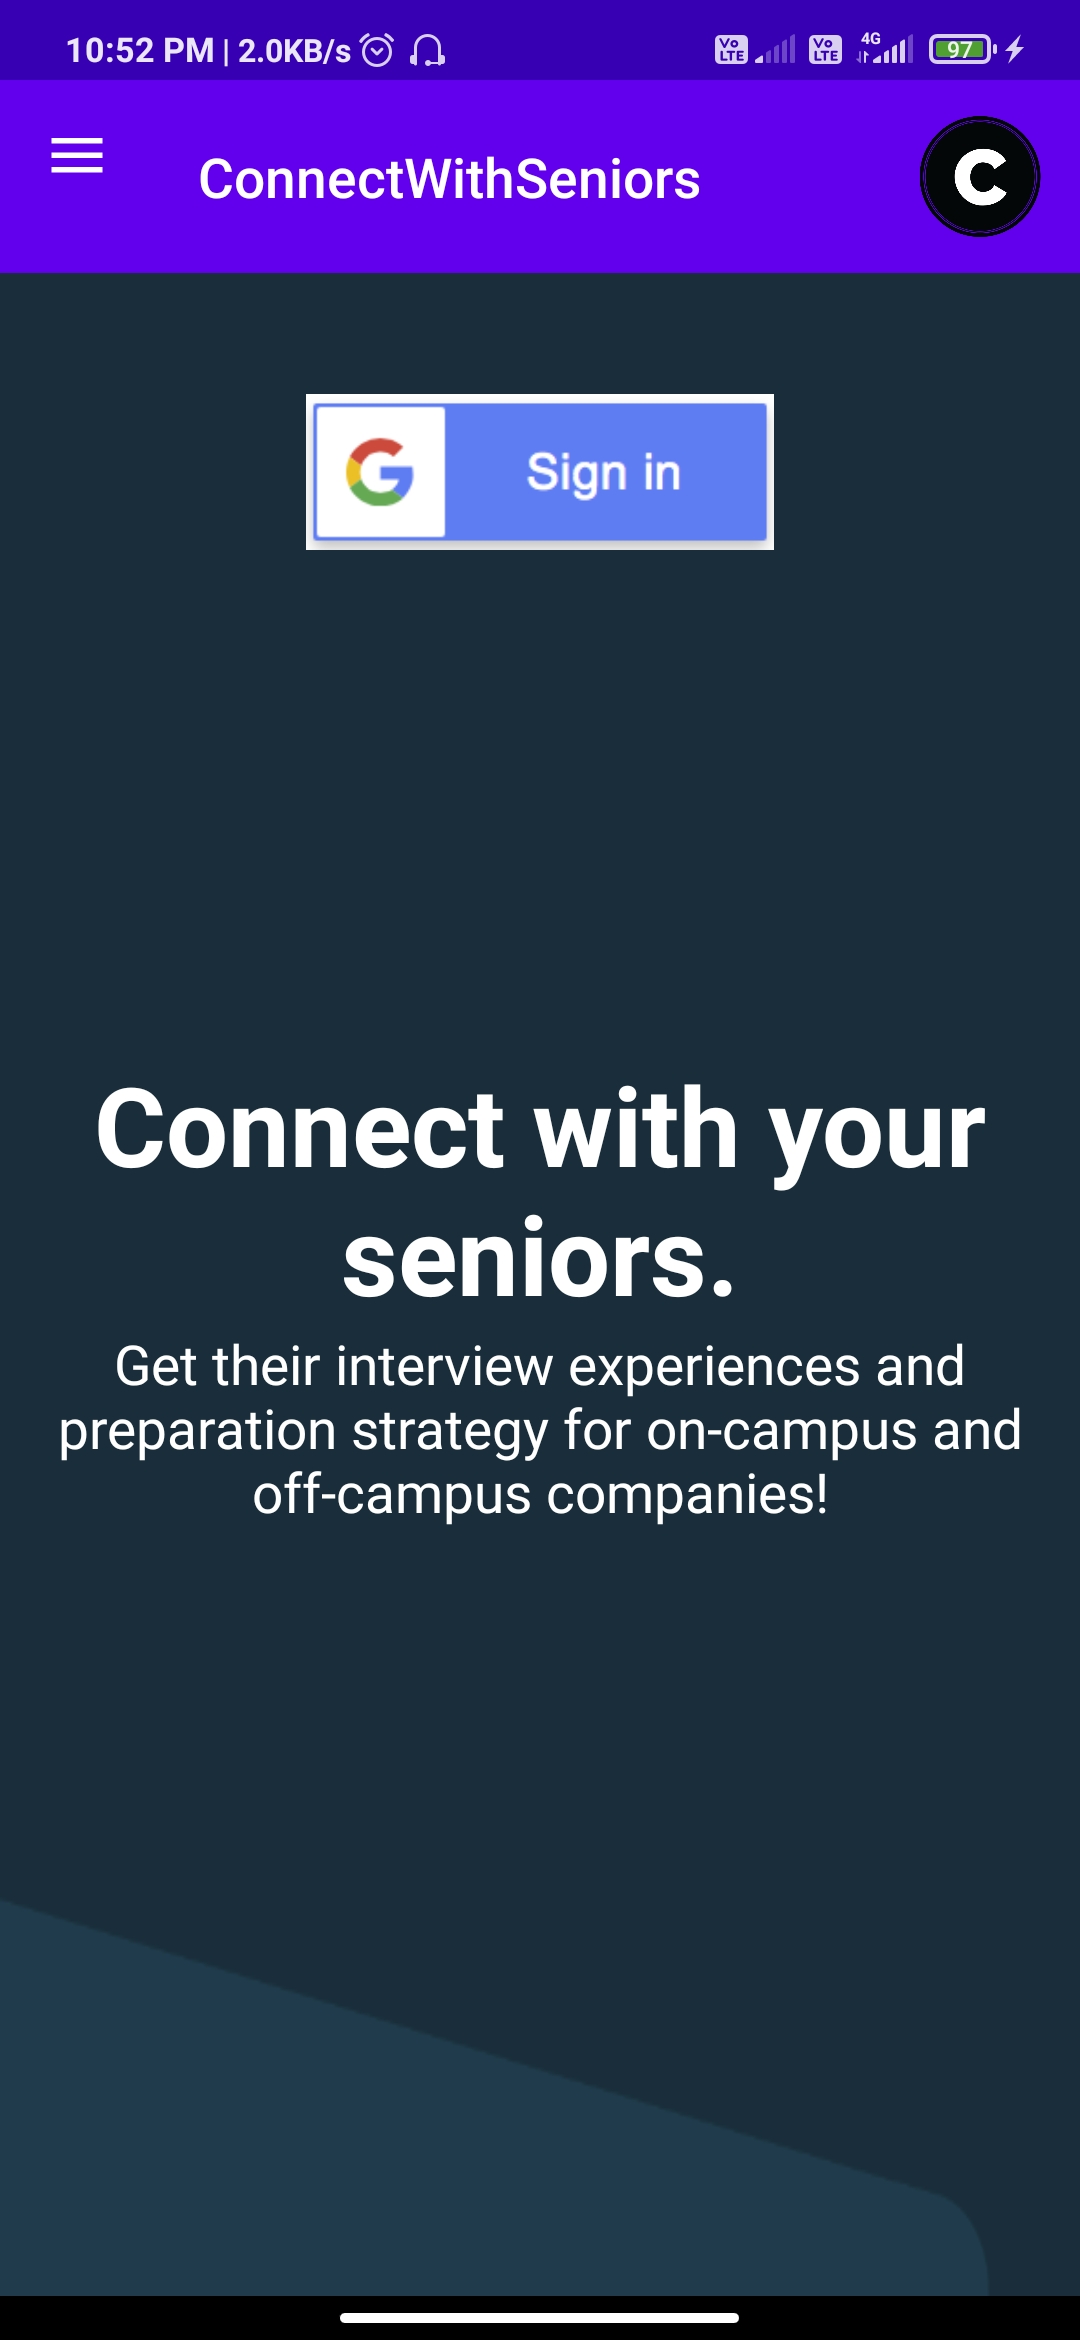 10:52 PM | 2.0KB/s Vo LTE Vo LTE 4G 97
ConnectWithSeniors
C
G Sign in
Connect with your
seniors.
Get their interview experiences and
preparation strategy for on-campus and
off-campus companies!